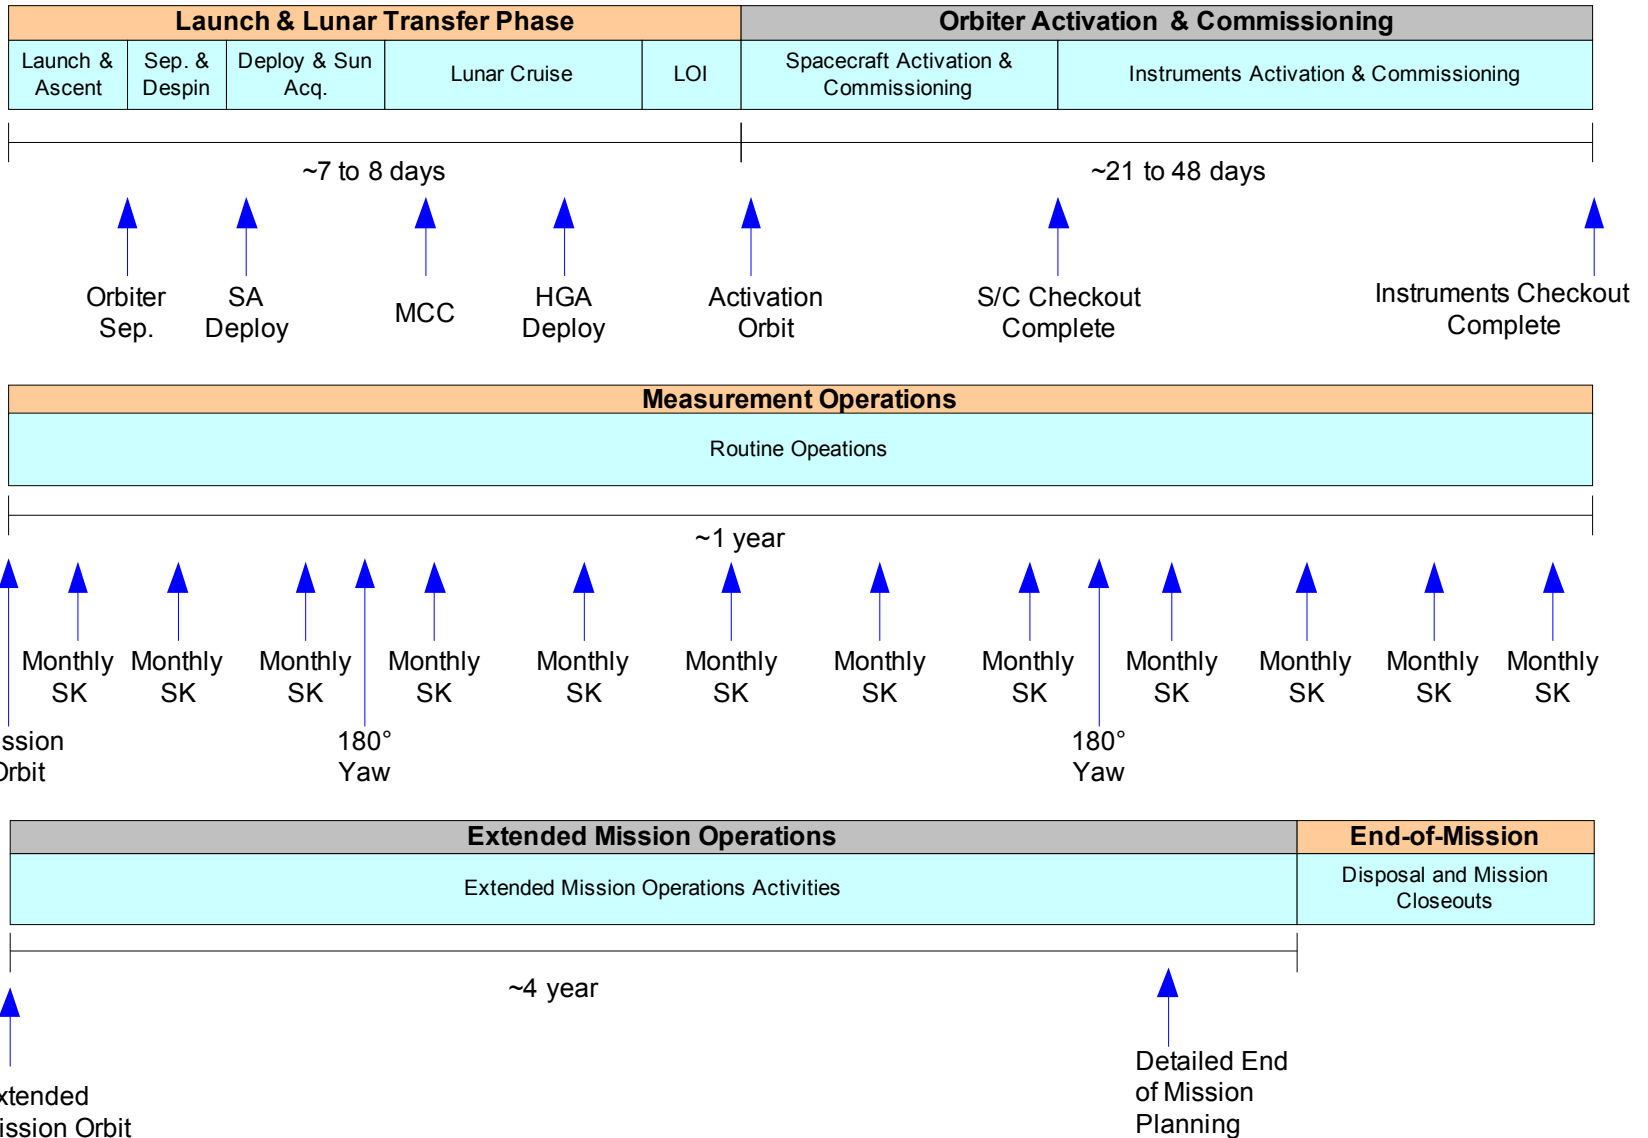 Launch & Lunar Transfer Phase
Orbiter Activation & Commissioning
Launch &
Ascent
Sep. &
Despin
Deploy & Sun
Acq.
Lunar Cruise
LOI
Spacecraft Activation &
Commissioning
Instruments Activation & Commissioning
~7 to 8 days
~21 to 48 days
Orbiter
Sep.
SA
Deploy
MCC
HGA
Deploy
Activation
Orbit
S/C Checkout
Complete
Instruments Checkout
Complete
Measurement Operations
Routine Opeations
~1 year
Monthly
SK
Monthly
SK
Monthly
SK
Monthly
SK
Monthly
SK
Monthly
SK
Monthly
SK
Monthly
SK
Monthly
SK
Monthly
SK
Monthly
SK
Monthly
SK
ssion
Orbit
180°
Yaw
180°
Yaw
Extended Mission Operations
End-of-Mission
Extended Mission Operations Activities
Disposal and Mission
Closeouts
~4 year
xtended
ission Orbit
Detailed End
of Mission
Planning